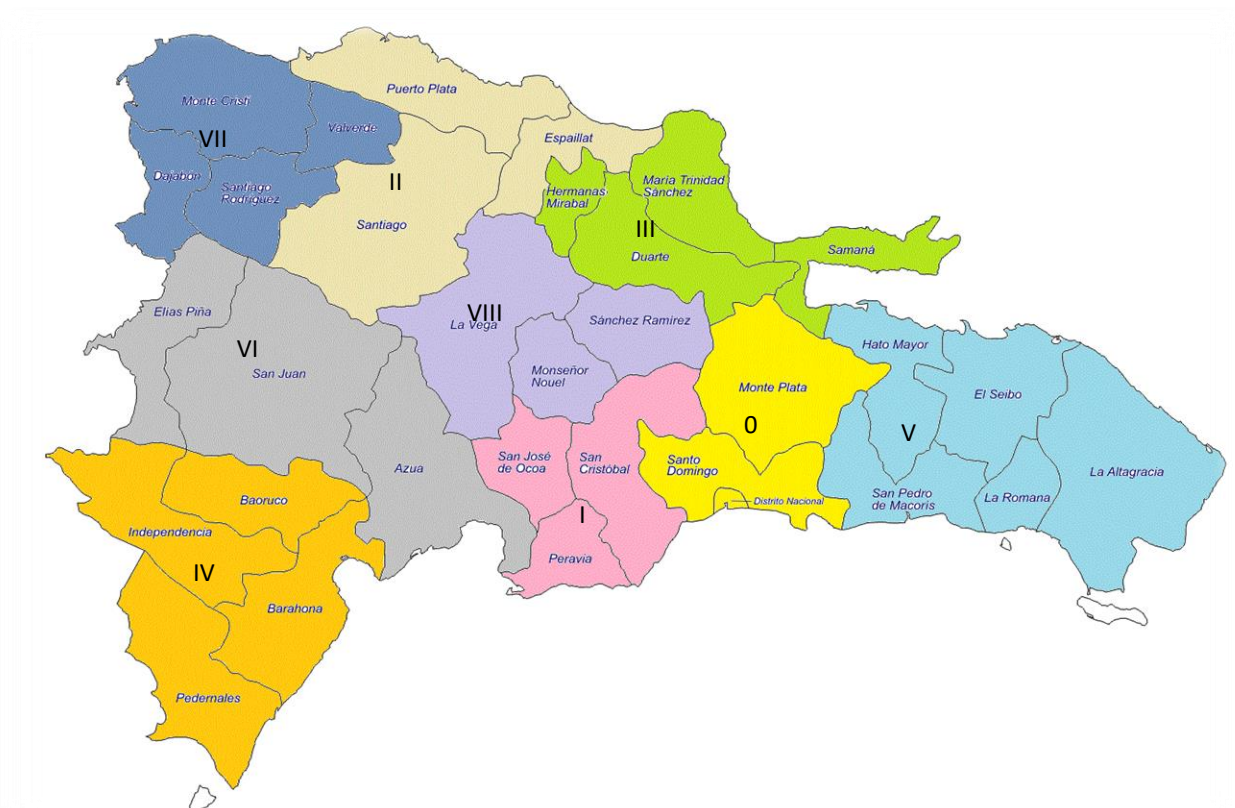 Puerto Plata
Monte Cristi
Valverde
VII
Espaillat
Dajabón
Santiago
Rodríguez
II
Hermanas
Mirabal
María Trinidad
Sánchez
Santiago
III
Duarte
Samaná
Elías Piña
VIII
La Vega
Sánchez Ramírez
VI
San Juan
Hato Mayor
Monseñor
Nouel
Monte Plata
El Seibo
0
V
San José
de Ocoa
San
Cristóbal
Santo
Domingo
Azua
La Altagracia
Baoruco
Distrito Nacional
San Pedro
de Macorís
La Romana
I
Independencia
Peravia
IV
Barahona
Pedernales